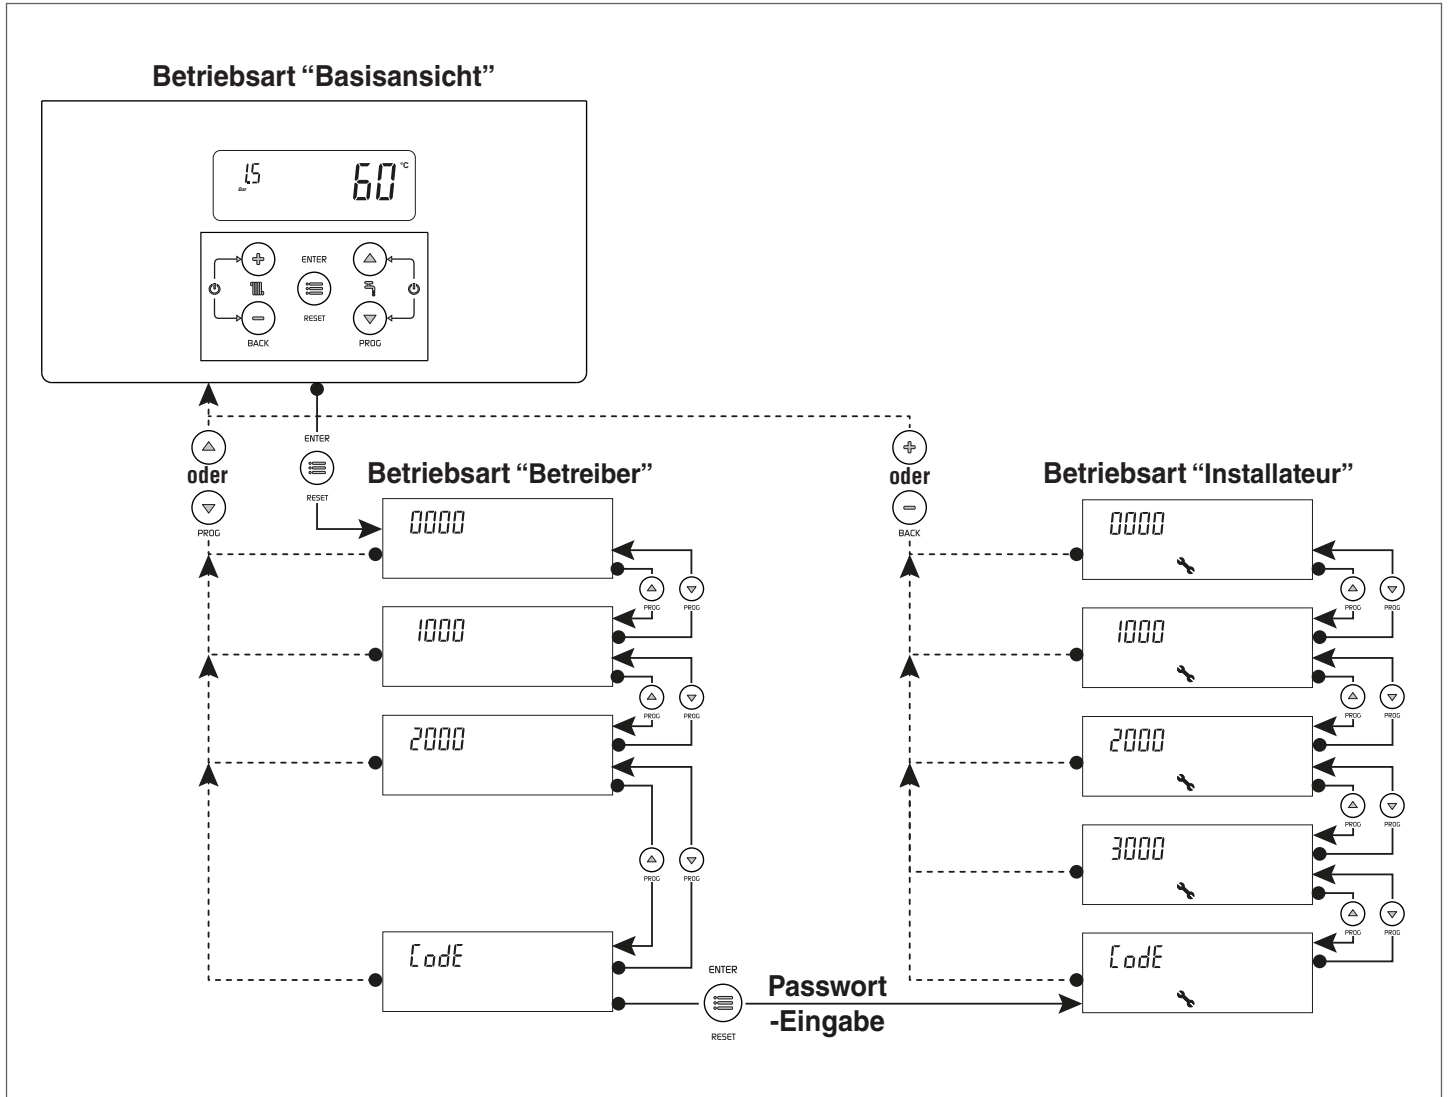 Betriebsart “Basisansicht”
1.5
Bar
60 °C
ENTER
RESET
BACK
PROG
oder
PROG
ENTER
RESET
oder
BACK
Betriebsart “Betreiber”
0000
PROG PROG
1000
PROG PROG
2000
PROG PROG
CodE
ENTER
RESET
Passwort
-Eingabe
Betriebsart “Installateur”
0000
PROG PROG
1000
PROG PROG
2000
PROG PROG
3000
PROG PROG
CodE